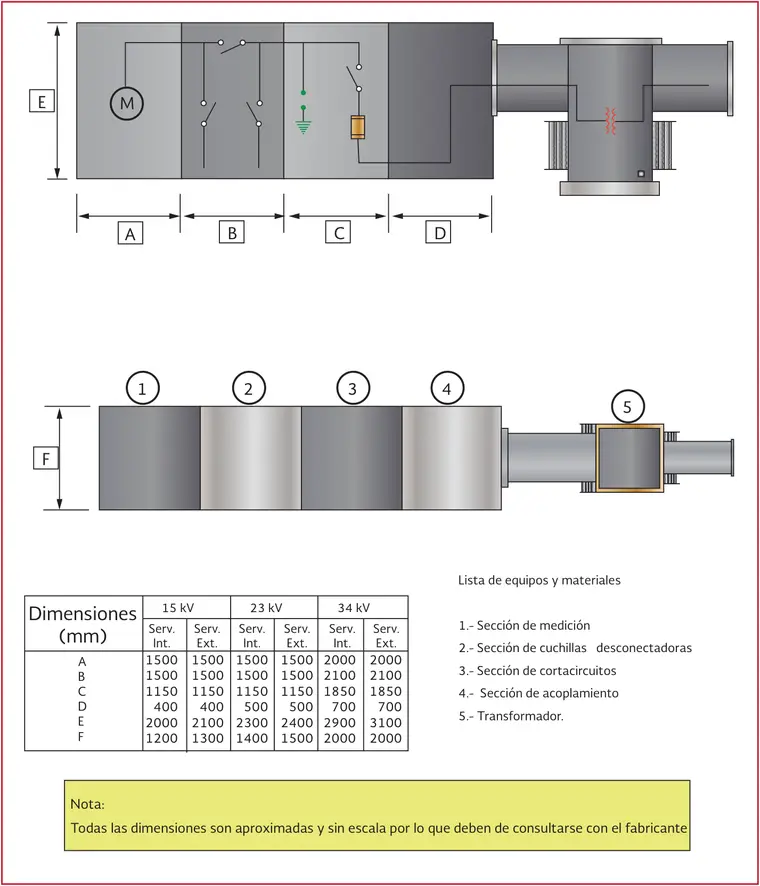 E
M
A
B
C
D
1
2
3
4
5
F
Lista de equipos y materiales
1.- Sección de medición
2.- Sección de cuchillas desconectadoras
3.- Sección de cortacircuitos
4.- Sección de acoplamiento
5.- Transformador.
Dimensiones (mm) 15 kV 23 kV 34 kV
Serv. Int. Serv. Ext. Serv. Int. Serv. Ext. Serv. Int. Serv. Ext.
A 1500 1500 1500 1500 2000 2000
B 1500 1500 1500 1500 2100 2100
C 1150 1150 1150 1150 1850 1850
D 400 400 500 500 700 700
E 2000 2100 2300 2400 2900 3100
F 1200 1300 1400 1500 2000 2000
Nota:
Todas las dimensiones son aproximadas y sin escala por lo que deben de consultarse con el fabricante